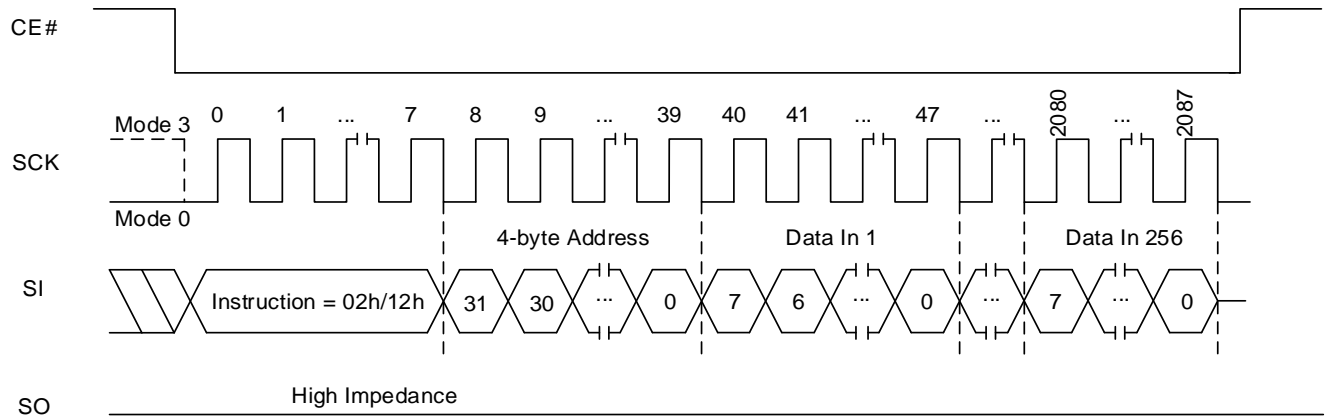 CE#
0 1 ... 7 8 9 ... 39 40 41 ... 47 ... 2080 ... 2087
Mode 3
SCK
Mode 0
4-byte Address Data In 1 Data In 256
SI
Instruction = 02h/12h 31 30 ... 0 7 6 ... 0 ... 7 ... 0
High Impedance
SO